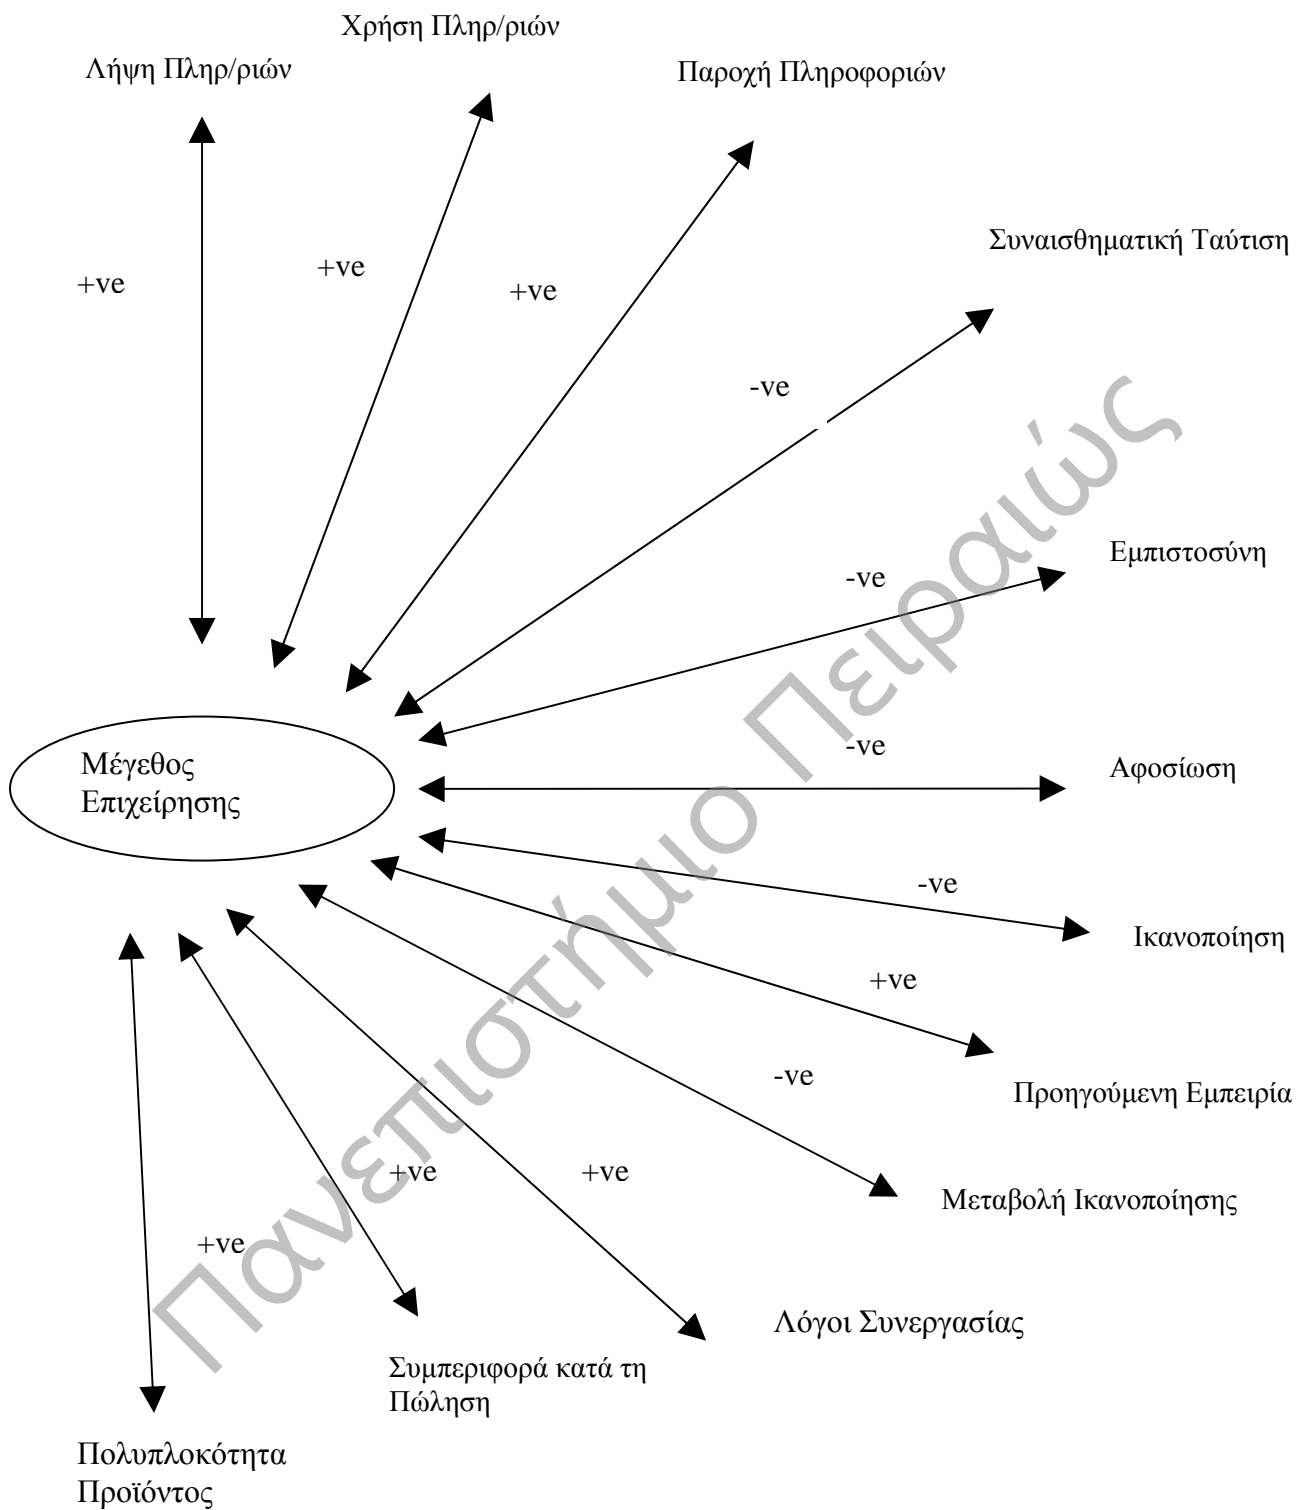 Χρήση Πληρ/ριών
Λήψη Πληρ/ριών
Παροχή Πληροφοριών
Συναισθηματική Ταύτιση
+ve
+ve
+ve
-ve
Εμπιστοσύνη
-ve
-ve
Αφοσίωση
Μέγεθος
Επιχείρησης
-ve
Ικανοποίηση
+ve
-ve
Προηγούμενη Εμπειρία
+ve
+ve
Μεταβολή Ικανοποίησης
+ve
Λόγοι Συνεργασίας
Συμπεριφορά κατά τη
Πώληση
Πολυπλοκότητα
Προϊόντος
Πανεπιστήμιο Πειραιώς